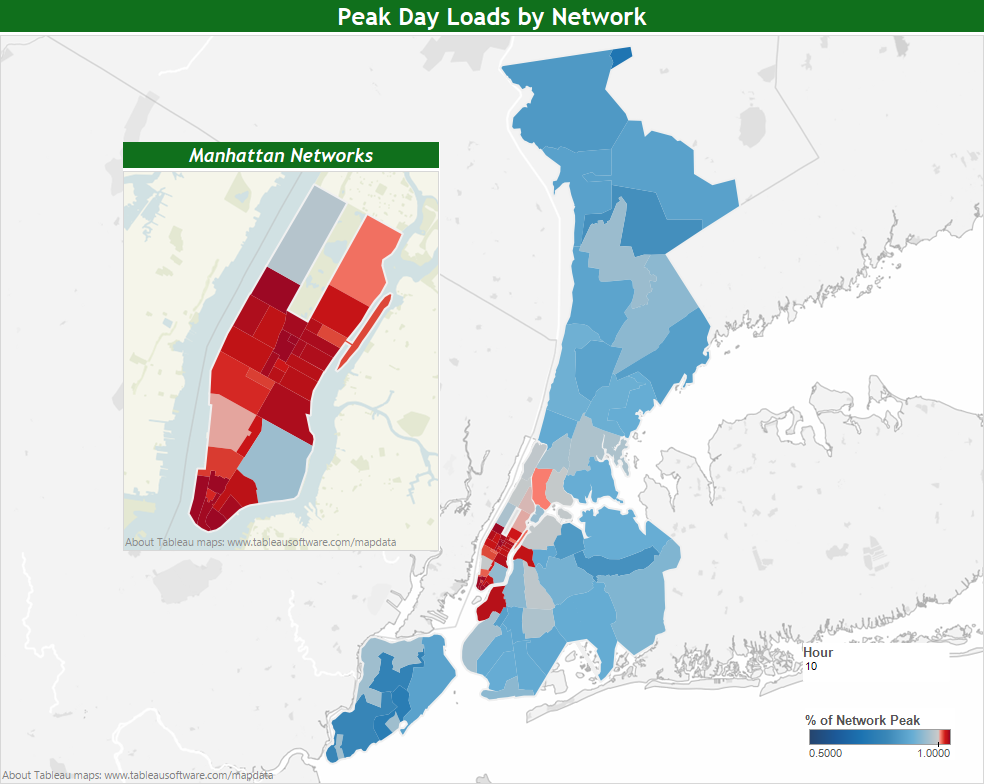 Peak Day Loads by Network
Manhattan Networks
About Tableau maps: www.tableausoftware.com/mapdata
Hour
10
% of Network Peak
0.5000 1.0000
About Tableau maps: www.tableausoftware.com/mapdata